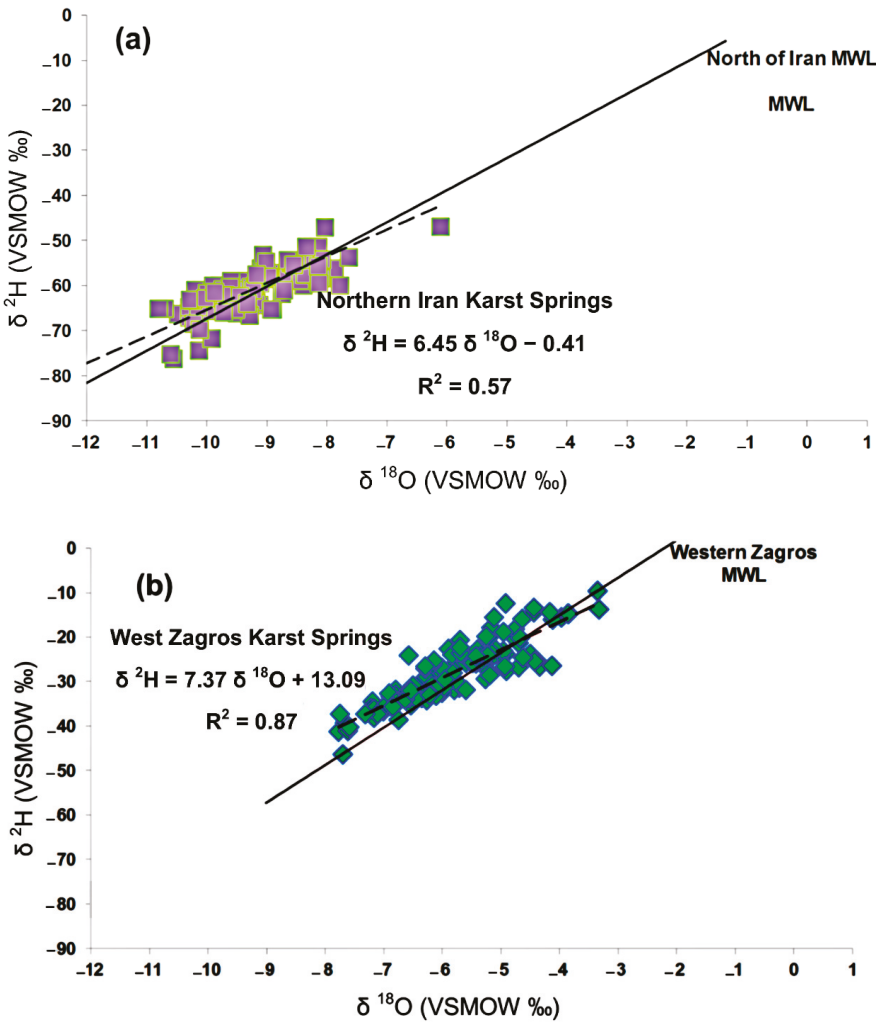 (a)
0
−10
−20
−30
−40
−50
−60
−70
−80
−90
δ ²H (VSMOW ‰)
North of Iran MWL
MWL
Northern Iran Karst Springs
δ ²H = 6.45 δ ¹⁸O − 0.41
R² = 0.57
−12 −11 −10 −9 −8 −7 −6 −5 −4 −3 −2 −1 0 1
δ ¹⁸O (VSMOW ‰)
(b)
0
−10
−20
−30
−40
−50
−60
−70
−80
−90
δ ²H (VSMOW ‰)
Western Zagros
MWL
West Zagros Karst Springs
δ ²H = 7.37 δ ¹⁸O + 13.09
R² = 0.87
−12 −11 −10 −9 −8 −7 −6 −5 −4 −3 −2 −1 0 1
δ ¹⁸O (VSMOW ‰)